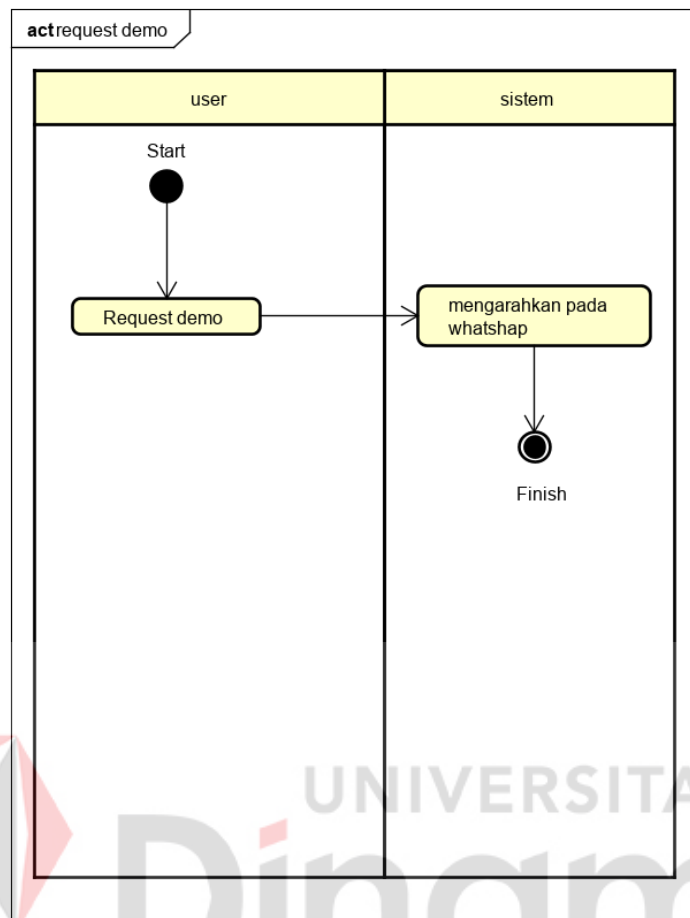 act request demo
user
sistem
Start
Request demo
mengarahkan pada
whatshap
Finish
UNIVERSITA
Dinam